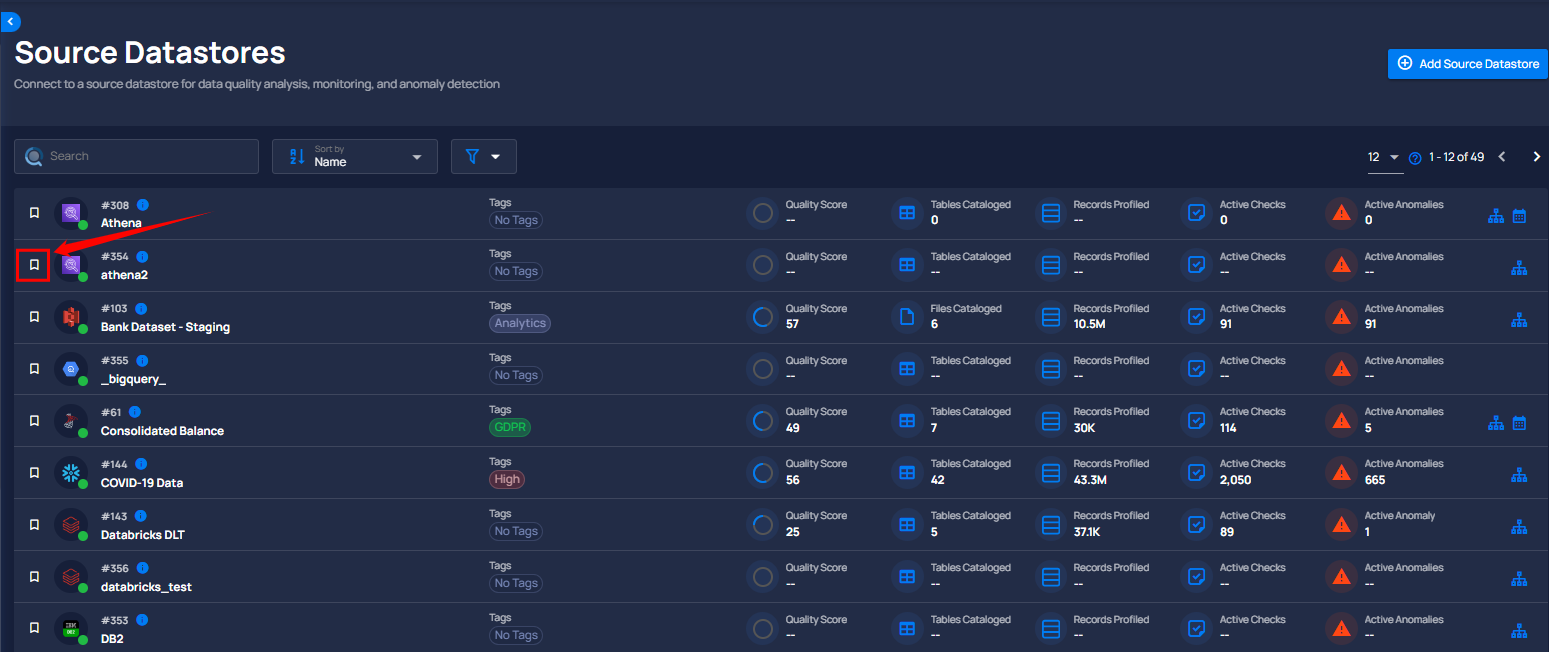 Source Datastores
Connect to a source datastore for data quality analysis, monitoring, and anomaly detection
Add Source Datastore
Search
Sort by
Name
12
1 - 12 of 49
#308
Athena
Tags
No Tags
Quality Score
--
Tables Cataloged
0
Records Profiled
--
Active Checks
0
Active Anomalies
0
#354
athena2
Tags
No Tags
Quality Score
--
Tables Cataloged
--
Records Profiled
--
Active Checks
--
Active Anomalies
--
#103
Bank Dataset - Staging
Tags
Analytics
Quality Score
57
Files Cataloged
6
Records Profiled
10.5M
Active Checks
91
Active Anomalies
91
#355
_bigquery_
Tags
No Tags
Quality Score
--
Tables Cataloged
--
Records Profiled
--
Active Checks
--
Active Anomalies
--
#61
Consolidated Balance
Tags
GDPR
Quality Score
49
Tables Cataloged
7
Records Profiled
30K
Active Checks
114
Active Anomalies
5
#144
COVID-19 Data
Tags
High
Quality Score
56
Tables Cataloged
42
Records Profiled
43.3M
Active Checks
2,050
Active Anomalies
665
#143
Databricks DLT
Tags
No Tags
Quality Score
25
Tables Cataloged
5
Records Profiled
37.1K
Active Checks
89
Active Anomaly
1
#356
databricks_test
Tags
No Tags
Quality Score
--
Tables Cataloged
--
Records Profiled
--
Active Checks
--
Active Anomalies
--
#353
DB2
Tags
No Tags
Quality Score
--
Tables Cataloged
--
Records Profiled
--
Active Checks
--
Active Anomalies
--